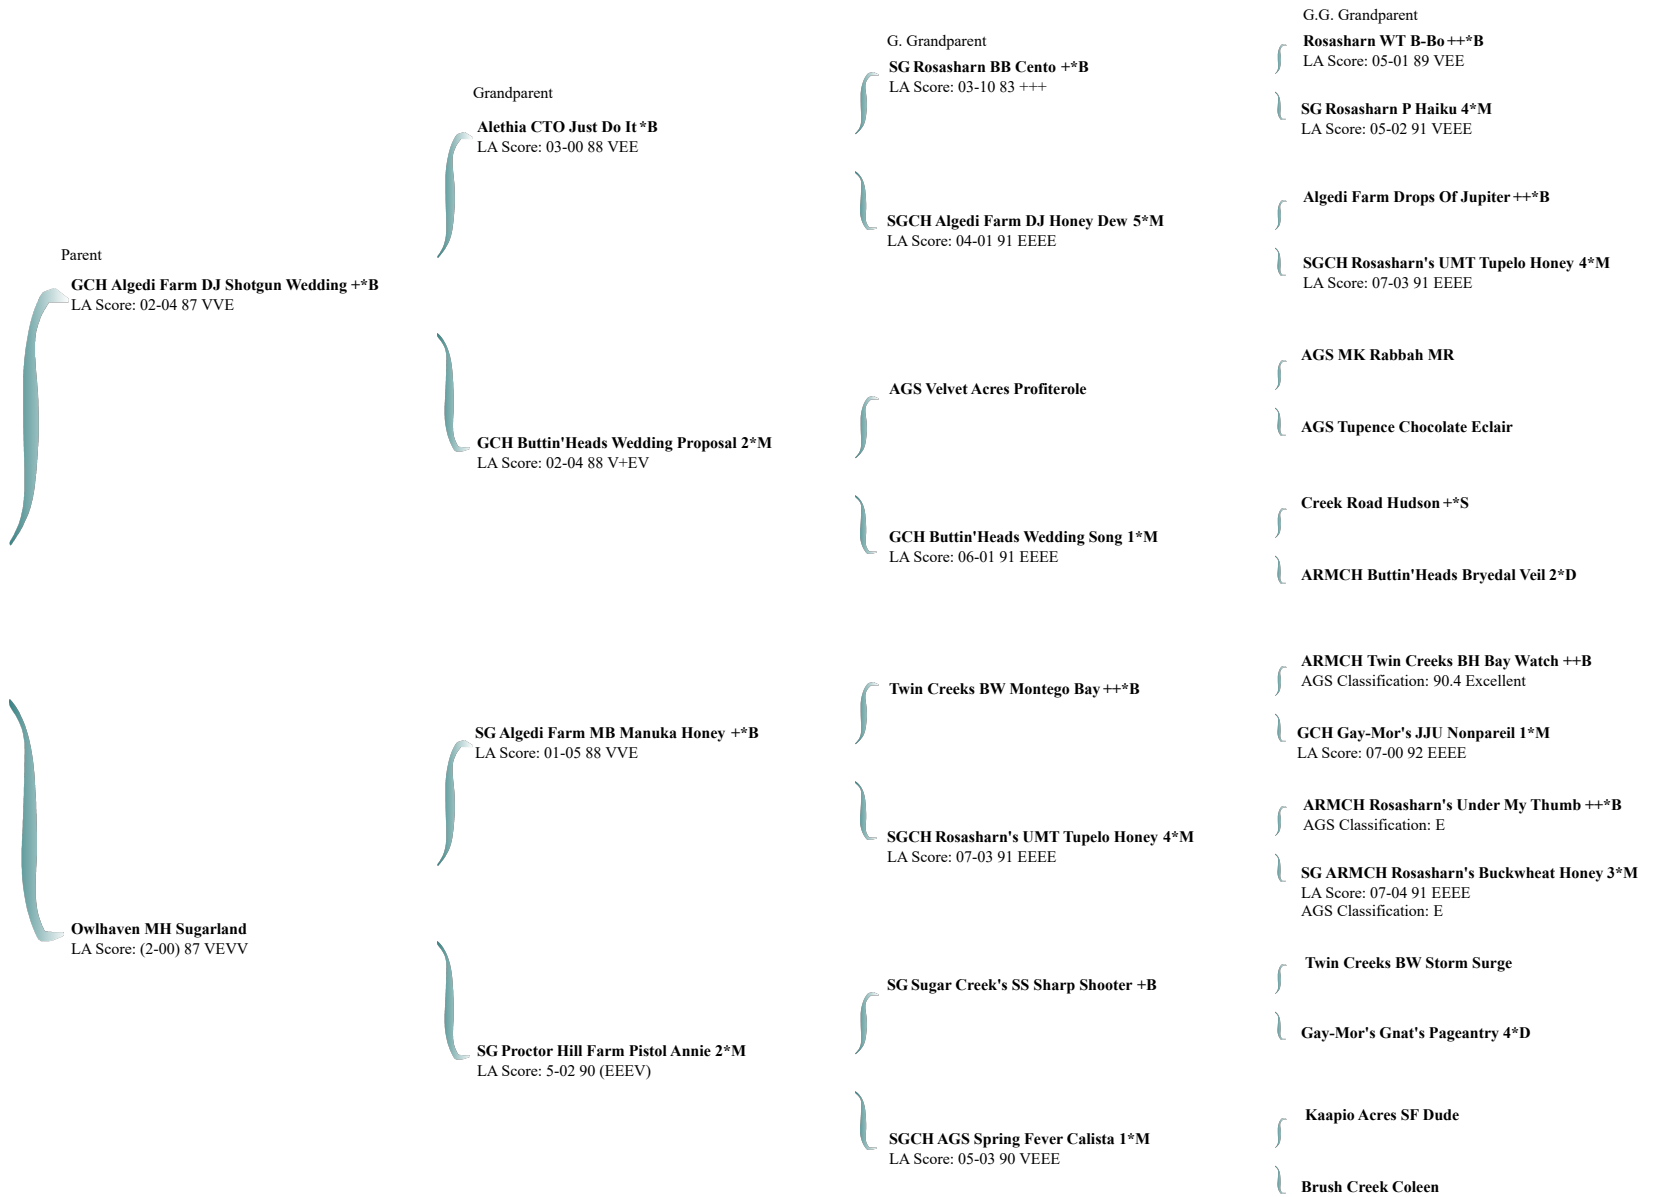 Parent
GCH Algedi Farm DJ Shotgun Wedding +*B
LA Score: 02-04 87 VVE
Owlhaven MH Sugarland
LA Score: (2-00) 87 VEVV
Grandparent
Alethia CTO Just Do It *B
LA Score: 03-00 88 VEE
GCH Buttin'Heads Wedding Proposal 2*M
LA Score: 02-04 88 V+EV
SG Algedi Farm MB Manuka Honey +*B
LA Score: 01-05 88 VVE
SG Proctor Hill Farm Pistol Annie 2*M
LA Score: 5-02 90 (EEEV)
G. Grandparent
SG Rosasharn BB Cento +*B
LA Score: 03-10 83 +++
SGCH Algedi Farm DJ Honey Dew 5*M
LA Score: 04-01 91 EEEE
AGS Velvet Acres Profiterole
GCH Buttin'Heads Wedding Song 1*M
LA Score: 06-01 91 EEEE
Twin Creeks BW Montego Bay ++*B
SGCH Rosasharn's UMT Tupelo Honey 4*M
LA Score: 07-03 91 EEEE
SG Sugar Creek's SS Sharp Shooter +B
SGCH AGS Spring Fever Calista 1*M
LA Score: 05-03 90 VEEE
G.G. Grandparent
Rosasharn WT B-Bo ++*B
LA Score: 05-01 89 VEE
SG Rosasharn P Haiku 4*M
LA Score: 05-02 91 VEEE
Algedi Farm Drops Of Jupiter ++*B
SGCH Rosasharn's UMT Tupelo Honey 4*M
LA Score: 07-03 91 EEEE
AGS MK Rabbah MR
AGS Tupence Chocolate Eclair
Creek Road Hudson +*S
ARMCH Buttin'Heads Bryedal Veil 2*D
ARMCH Twin Creeks BH Bay Watch ++B
AGS Classification: 90.4 Excellent
GCH Gay-Mor's JJU Nonpareil 1*M
LA Score: 07-00 92 EEEE
ARMCH Rosasharn's Under My Thumb ++*B
AGS Classification: E
SG ARMCH Rosasharn's Buckwheat Honey 3*M
LA Score: 07-04 91 EEEE
AGS Classification: E
Twin Creeks BW Storm Surge
Gay-Mor's Gnat's Pageantry 4*D
Kaapio Acres SF Dude
Brush Creek Coleen